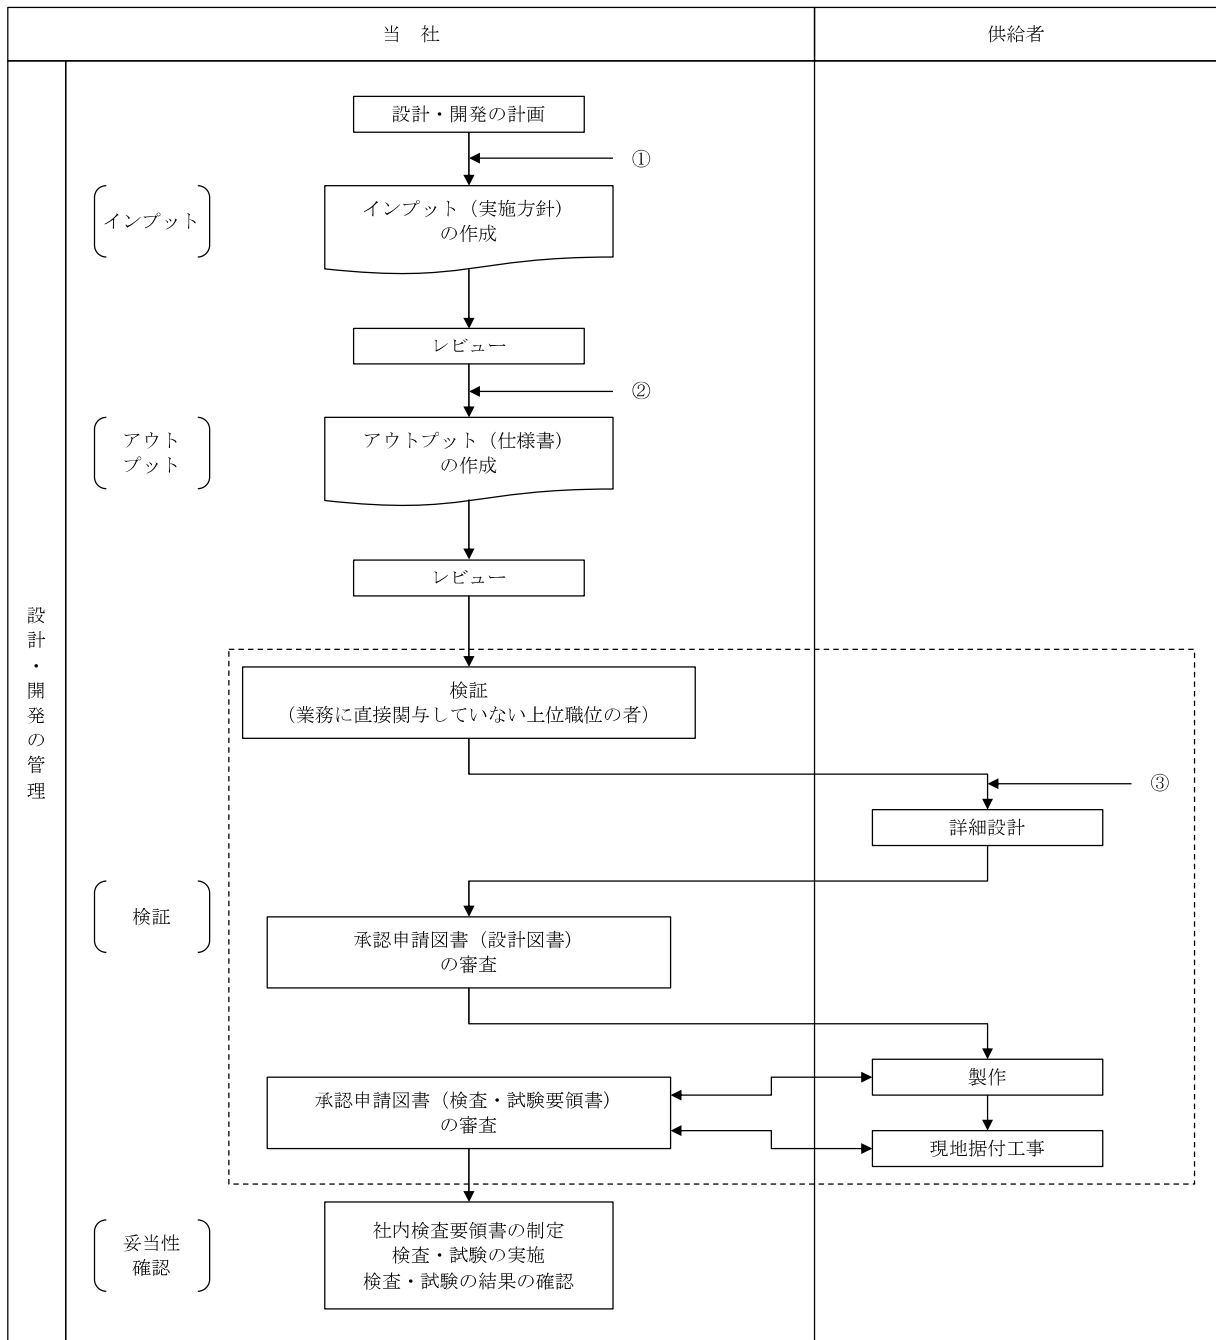 当 社
供給者
設計・開発の管理
設計・開発の計画
①
インプット
インプット（実施方針）
の作成
レビュー
②
アウト
プット
アウトプット（仕様書）
の作成
レビュー
検証
（業務に直接関与していない上位職位の者）
③
詳細設計
検証
承認申請図書（設計図書）
の審査
製作
承認申請図書（検査・試験要領書）
の審査
現地据付工事
妥当性
確認
社内検査要領書の制定
検査・試験の実施
検査・試験の結果の確認